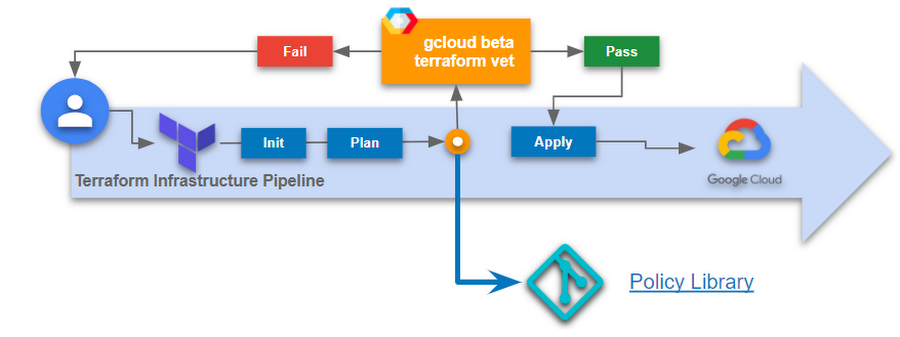 gcloud beta
terraform vet
Fail
Pass
Init
Plan
Apply
Terraform Infrastructure Pipeline
Google Cloud
Policy Library